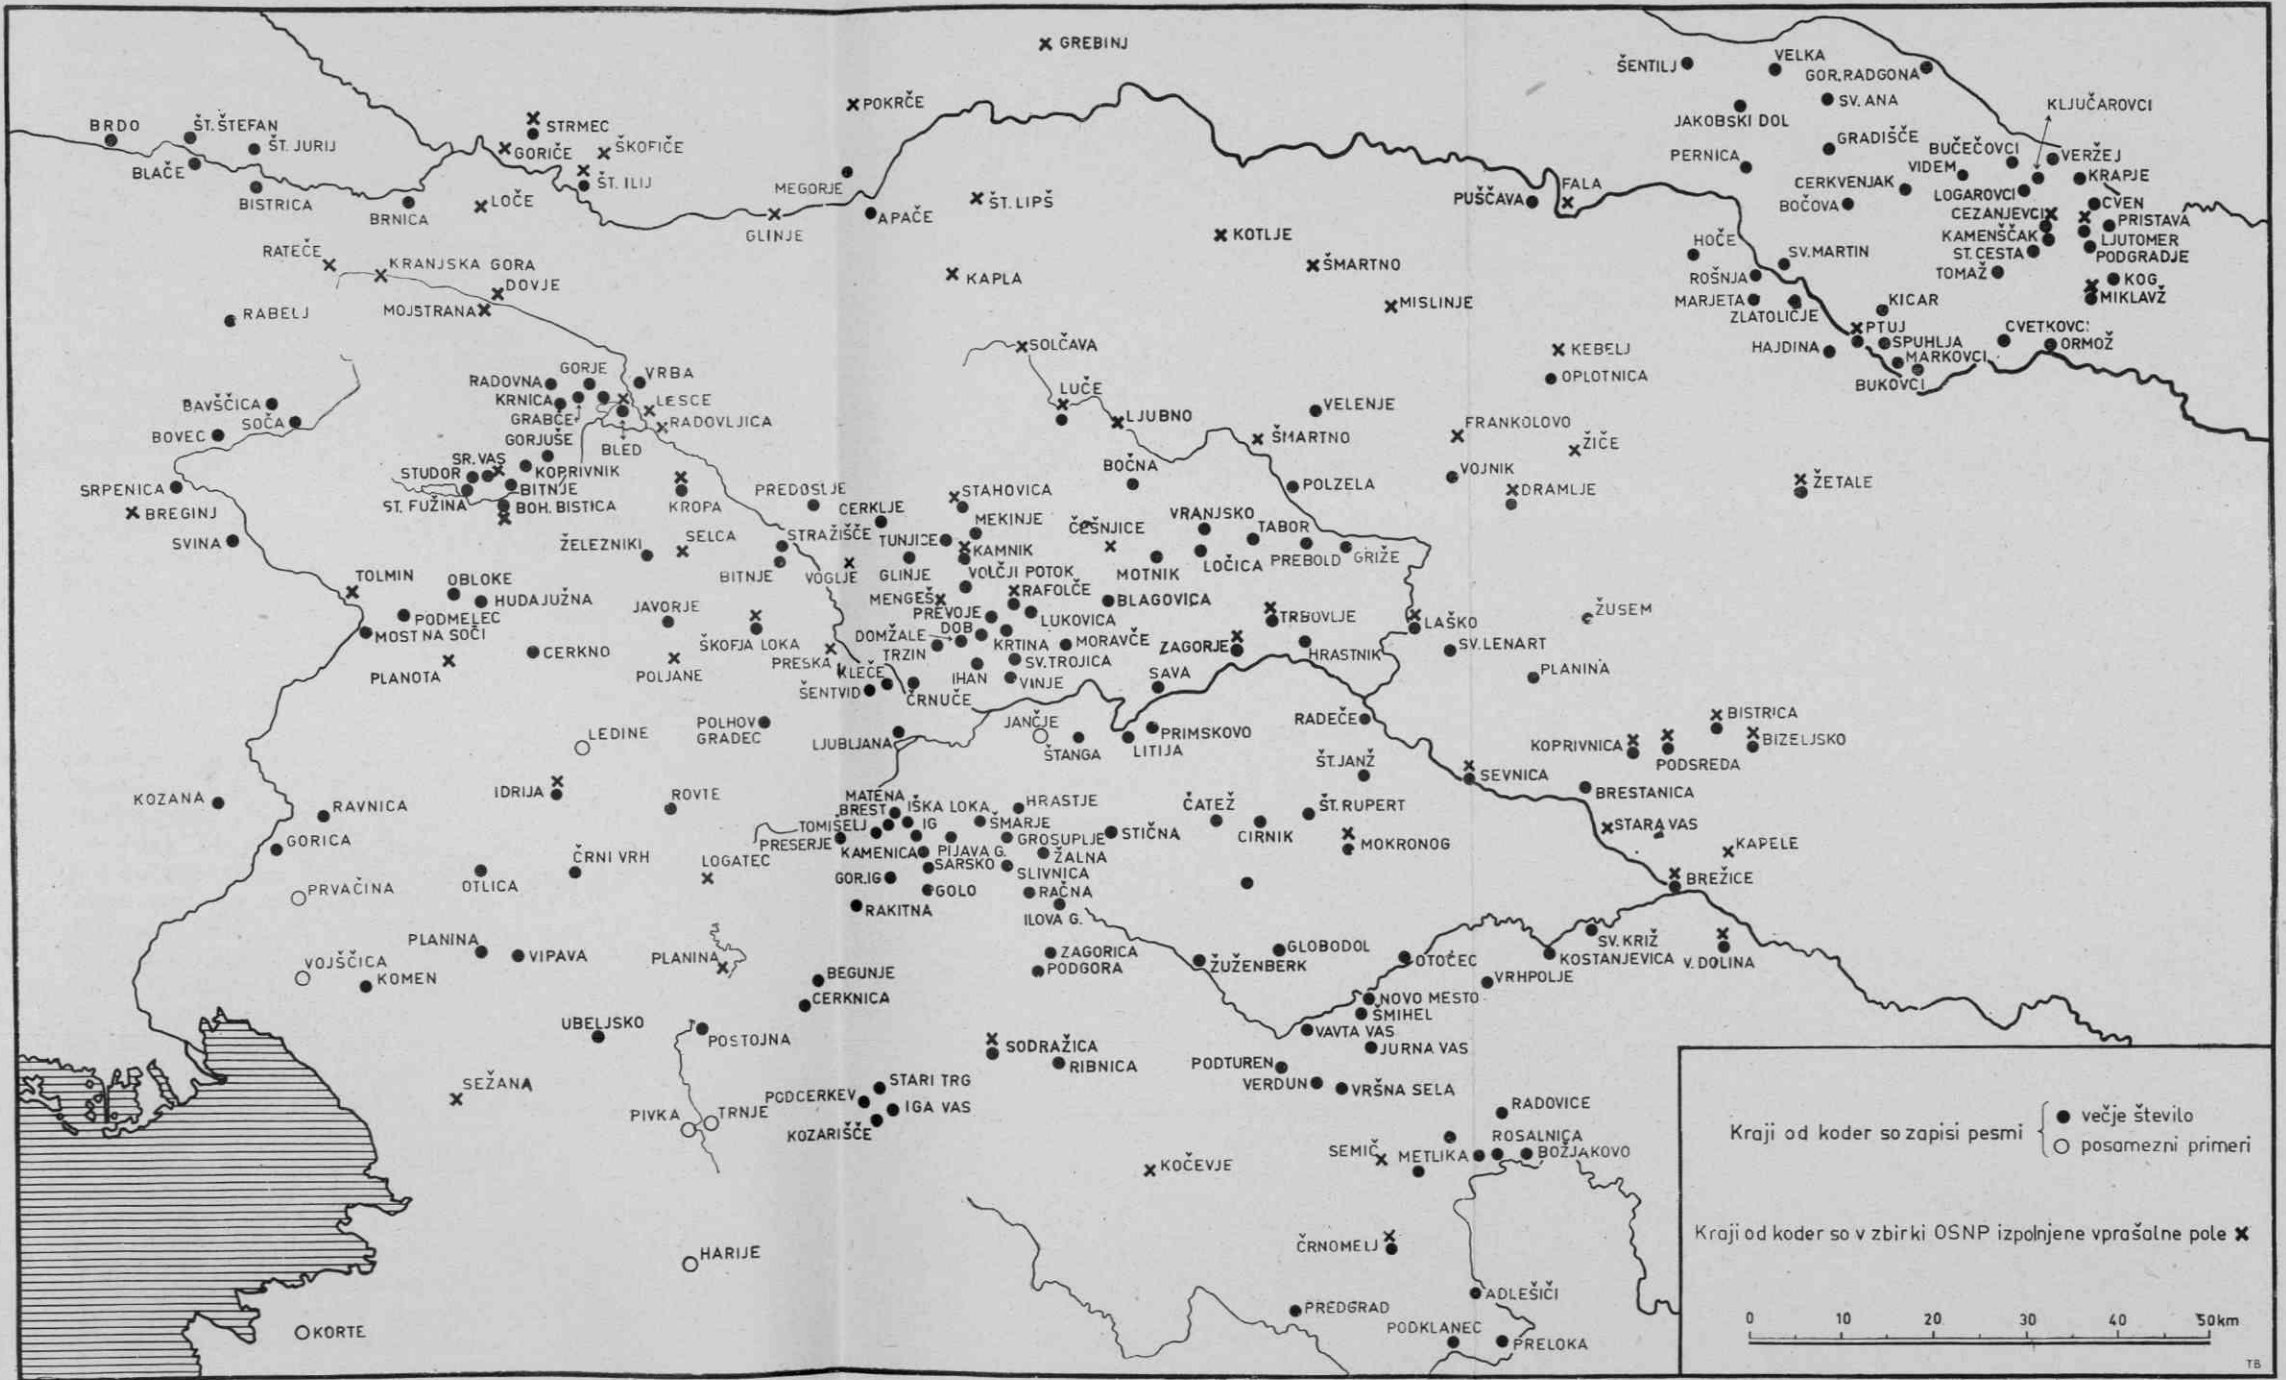 GREBINJ
ŠENTILJ
VELKA
GOR.RADGONA
POKRČE
SV. ANA
KLJUČAROVCI
JAKOBSKI DOL
BRDO
ŠT. ŠTEFAN
ŠT. JURIJ
STRMEC
GORIČE
ŠKOFIČE
GRADIŠČE
BUČEČOVCI
VERŽEJ
PERNICA
VIDEM
BLAČE
ŠT. ILIJ
MEGORJE
KRAPJE
CERKVENJAK
LOGAROVCI
BISTRICA
BRNICA
LOČE
APAČE
ŠT. LIPŠ
PUŠČAVA
FALA
BOČOVA
CVEN
CEZANJEVCI
PRISTAVA
GLINJE
KOTLJE
KAMENŠČAK
LJUTOMER
HOČE
SV. MARTIN
ST. CESTA
PODGRADJE
RATEČE
KRANJSKA GORA
KAPLA
ŠMARTNO
ROŠNJA
TOMAŽ
KOG
DOVJE
MOJSTRANA
MISLINJE
MARJETA
ZLATOLIČJE
KICAR
MIKLAVŽ
RABELJ
PTUJ
CVETKOVCI
SOLČAVA
KEBELJ
HAJDINA
SPUHLJA
ORMOŽ
MARKOVCI
BUKOVCI
OPLOTNICA
GORJE
VRBA
RADOVNA
KRNICA
LUČE
BAVŠČICA
GRABČE
LESCE
VELENJE
SOČA
RADOVLJICA
LJUBNO
FRANKOLOVO
BOVEC
GORJUŠE
BLED
ŠMARTNO
ŽIČE
SR. VAS
STUDOR
KOPRIVNIK
BOČNA
VOJNIK
SRPENICA
BITNJE
PREDOSLJE
STAHOVICA
POLZELA
DRAMLJE
ŽETALE
ST. FUŽINA
BOH. BISTICA
KROPA
CERKLJE
BREGINJ
MEKINJE
ČEŠNJICE
VRANJSKO
TABOR
SVINA
ŽELEZNIKI
SELCA
STRAŽIŠČE
TUNJICE
KAMNIK
LOČICA
PREBOLD
GRIŽE
BITNJE
VOGLJE
GLINJE
VOLČJI POTOK
MOTNIK
TOLMIN
OBLOKE
HUDAJUŽNA
MENGEŠ
RAFOLČE
BLAGOVICA
PODMELEC
JAVORJE
PREVOJE
LUKOVICA
TRBOVLJE
ŽUSEM
MOST NA SOČI
DOMŽALE
DOB
LAŠKO
ŠKOFJA LOKA
KRTINA
MORAVČE
ZAGORJE
CERKNO
PRESKA
TRZIN
HRASTNIK
SV. LENART
PLANOTA
POLJANE
KLEČE
IHAN
SV. TROJICA
VINJE
SAVA
PLANINA
ŠENTVID
ČRNUČE
LEDINE
POLHOV
GRADEC
LJUBLJANA
JANČJE
ŠTANGA
PRIMSKOVO
LITIJA
RADEČE
BISTRICA
KOPRIVNICA
BIZELJSKO
PODSREDA
ŠT. JANŽ
SEVNICA
BRESTANICA
KOZANA
RAVNICA
IDRIJA
ROVTE
MATENA
BREST
IŠKA LOKA
HRASTJE
ČATEŽ
ŠT. RUPERT
TOMIŠELJ
IG
ŠMARJE
STIČNA
CIRNIK
STARA VAS
GORICA
PRESERJE
GROSUPLJE
MOKRONOG
KAPELE
ČRNI VRH
LOGATEC
KAMENICA
PIJAVA G.
ŽALNA
SARSKO
SLIVNICA
PRVAČINA
OTLICA
GOR.IG
GOLO
RAČNA
BREŽICE
RAKITNA
ILOVA G.
PLANINA
VIPAVA
PLANINA
ZAGORICA
GLOBODOL
SV. KRIŽ
VOJŠČICA
KOMEN
BEGUNJE
PODGORA
ŽUŽENBERK
OTOČEC
KOSTANJEVICA
V. DOLINA
CERKNICA
VRHPOLJE
NOVO MESTO
ŠMIHEL
UBELJSKO
POSTOJNA
VAVTA VAS
SODRAŽICA
JURNA VAS
RIBNICA
PODTUREN
SEŽANA
STARI TRG
VERDUN
VRŠNA SELA
PODCERKEV
IGA VAS
RADOVICE
PIVKA
TRNJE
KOZARIŠČE
ROSALNICA
SEMIČ
METLIKA
BOŽJAKOVO
KOČEVJE
ČRNOMELJ
HARIJE
ADLEŠIČI
PREDGRAD
PODKLANEC
PRELOKA
KORTE
Kraji od koder so zapisi pesmi
večje število
posamezni primeri
Kraji od koder so v zbirki OSNP izpolnjene vprašalne pole x
0 10 20 30 40 50km
TB